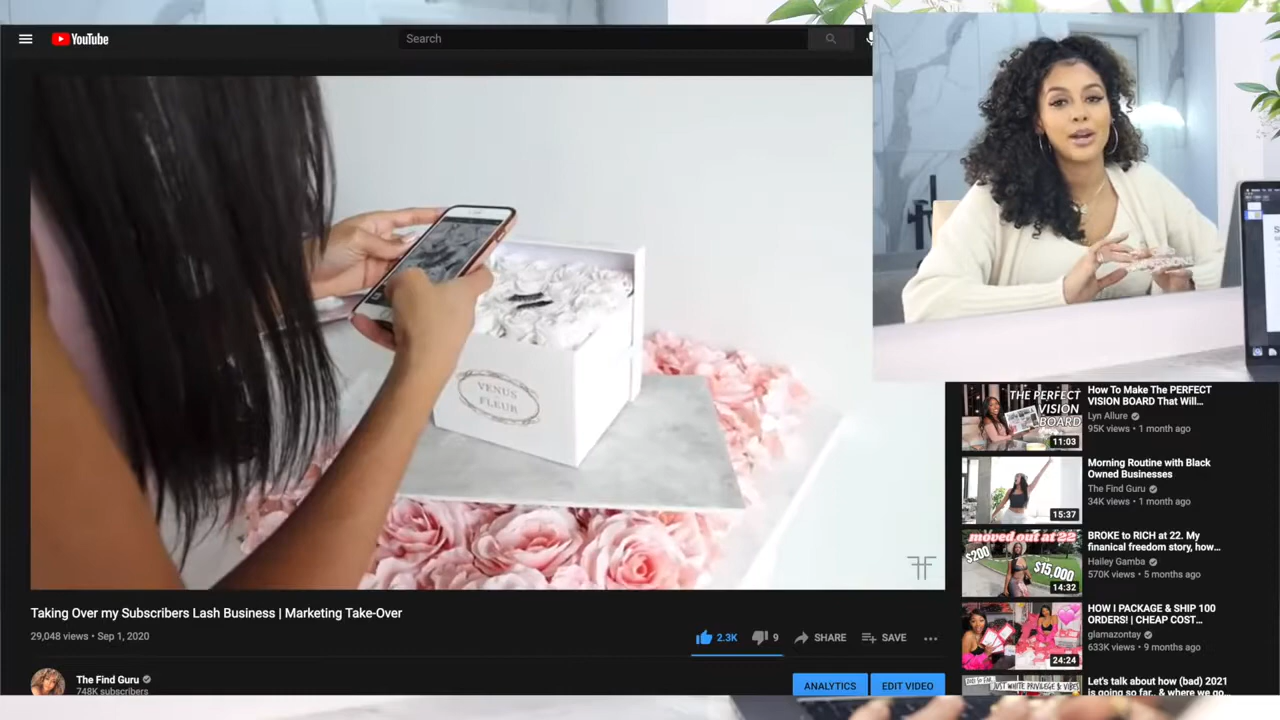 YouTube
Search
VENUS
ET
FLEUR
Taking Over my Subscribers Lash Business | Marketing Take-Over
29,048 views • Sep 1, 2020
2.3K
9
SHARE
SAVE
The Find Guru
748K subscribers
ANALYTICS
EDIT VIDEO
THE PERFECT
VISION
BOARD
11:03
How To Make The PERFECT
VISION BOARD That Will...
Lyn Allure
95K views • 1 month ago
15:37
Morning Routine with Black
Owned Businesses
The Find Guru
34K views • 1 month ago
moved out at 22
$200
$15,000
14:32
BROKE to RICH at 22. My
finanical freedom story, how...
Hailey Gamba
570K views • 5 months ago
24:24
HOW I PACKAGE & SHIP 100
ORDERS! | CHEAP COST...
glamazontay
633K views • 9 months ago
JUST WHITE PRIVILEGE & VIBES
Let's talk about how (bad) 2021
is going so far.. & where we go...